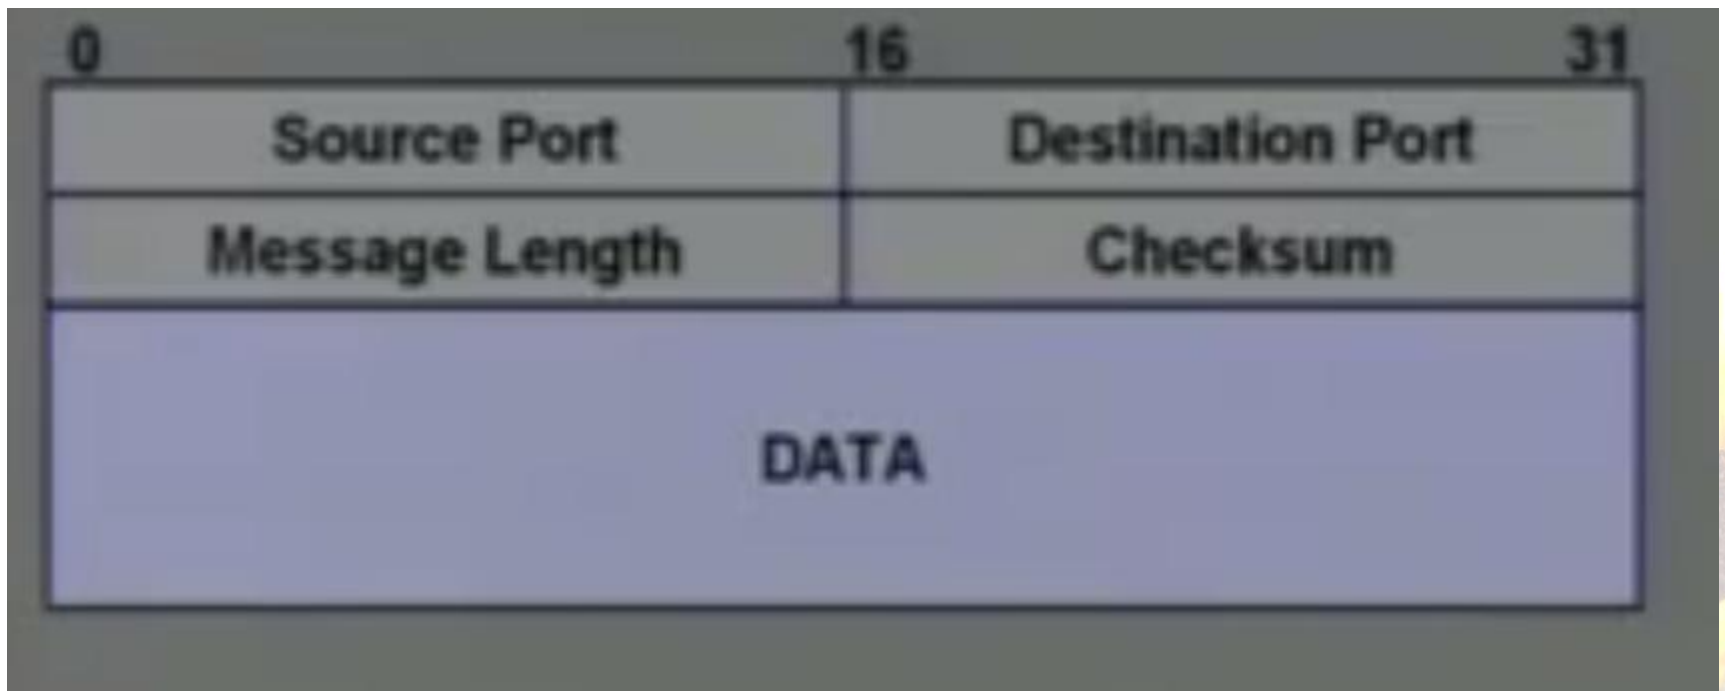 0 16 31
Source Port Destination Port
Message Length Checksum
DATA